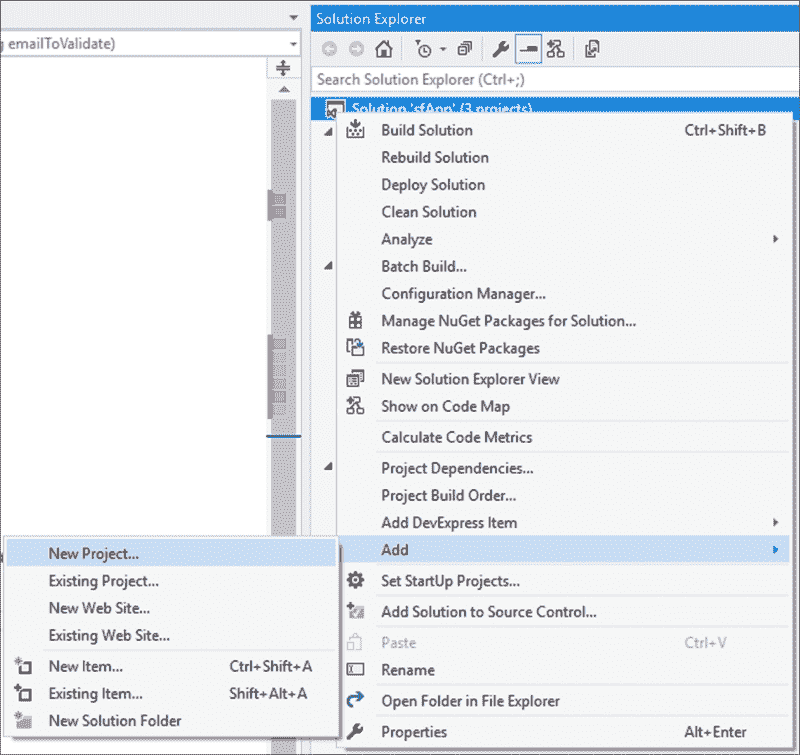 emailToValidate)
Solution Explorer
Search Solution Explorer (Ctrl+;)
Solution 'sfApp' (3 projects)
Build Solution Ctrl+Shift+B
Rebuild Solution
Deploy Solution
Clean Solution
Analyze
Batch Build...
Configuration Manager...
Manage NuGet Packages for Solution...
Restore NuGet Packages
New Solution Explorer View
Show on Code Map
Calculate Code Metrics
Project Dependencies...
Project Build Order...
Add DevExpress Item
Add
Set StartUp Projects...
Add Solution to Source Control...
Paste Ctrl+V
Rename
Open Folder in File Explorer
Properties Alt+Enter
New Project...
Existing Project...
New Web Site...
Existing Web Site...
New Item... Ctrl+Shift+A
Existing Item... Shift+Alt+A
New Solution Folder